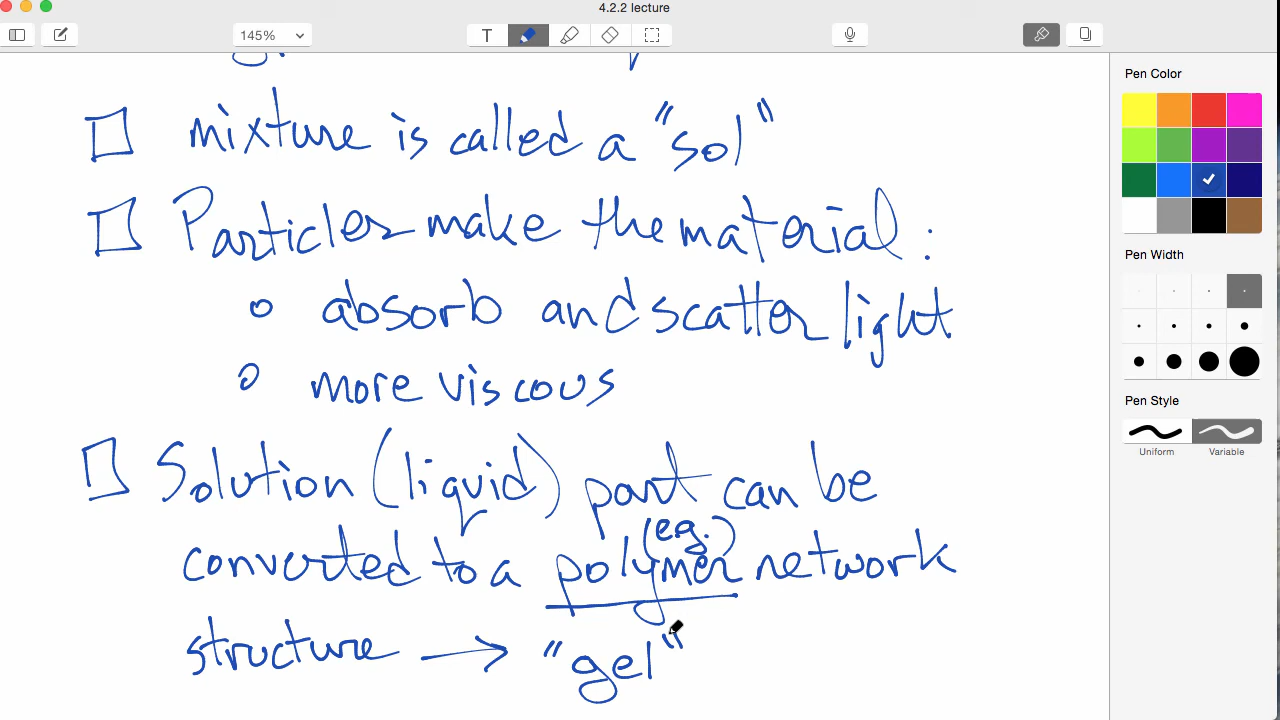 4.2.2 lecture
145%
T
mixture is called a "sol"
Particles make the material:
absorb and scatter light
more viscous
Solution (liquid) part can be
(eg.)
converted to a polymer network
structure → "gel"
Pen Color
Pen Width
Pen Style
Uniform Variable